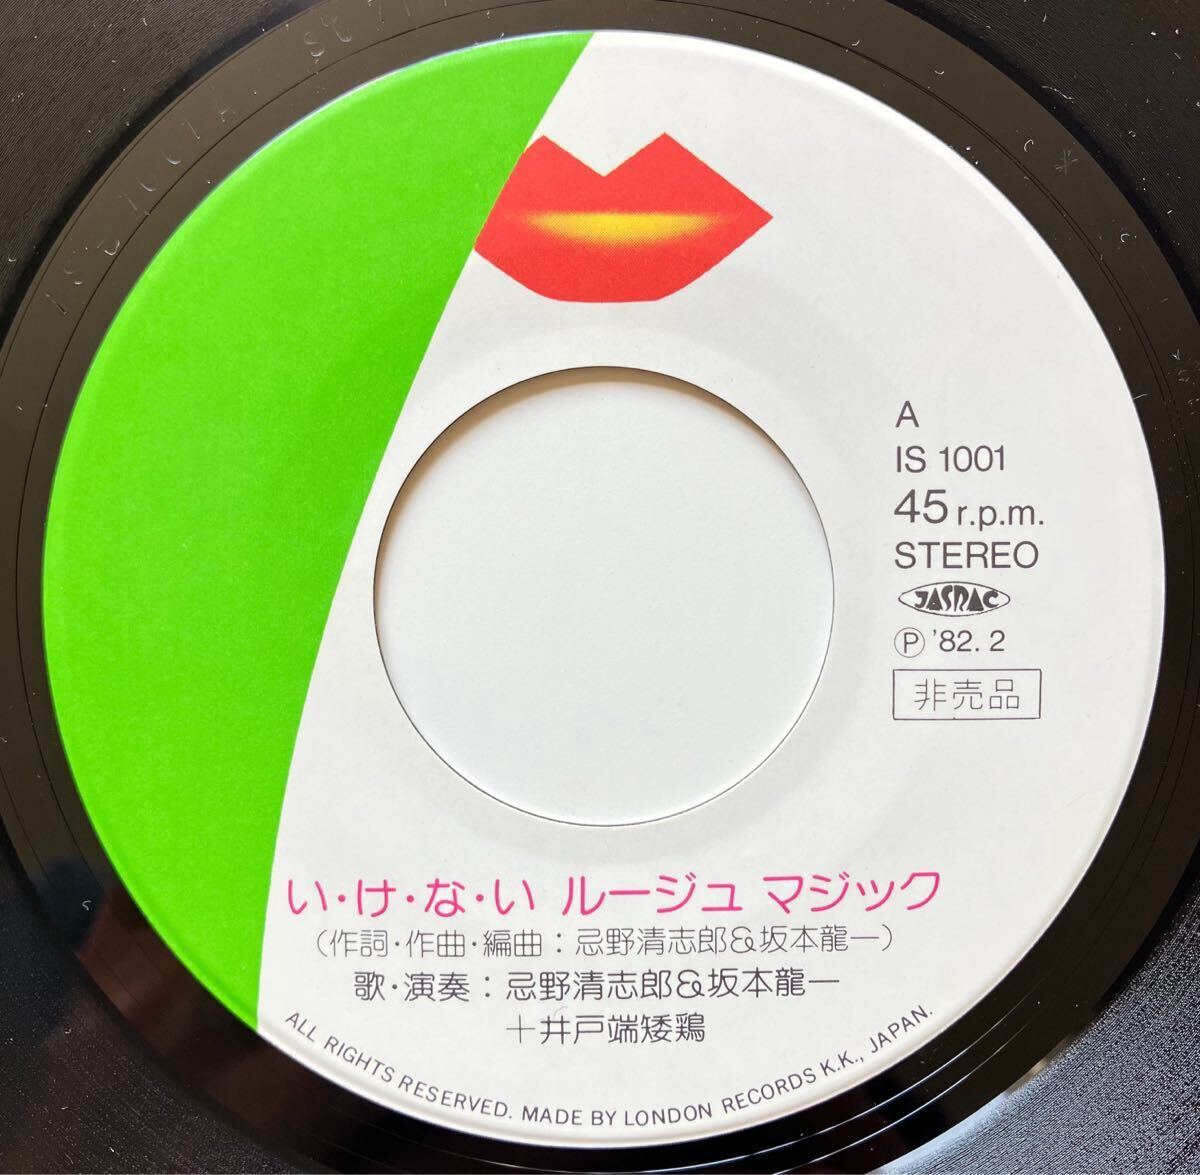 A
IS 1001
45 r.p.m.
STEREO
JASRAC
Ⓟ '82. 2
非売品
い・け・な・い ルージュ マジック
(作詞・作曲・編曲：忌野清志郎&坂本龍一)
歌・演奏：忌野清志郎&坂本龍一
＋井戸端矮鶏
ALL RIGHTS RESERVED. MADE BY LONDON RECORDS K.K., JAPAN.